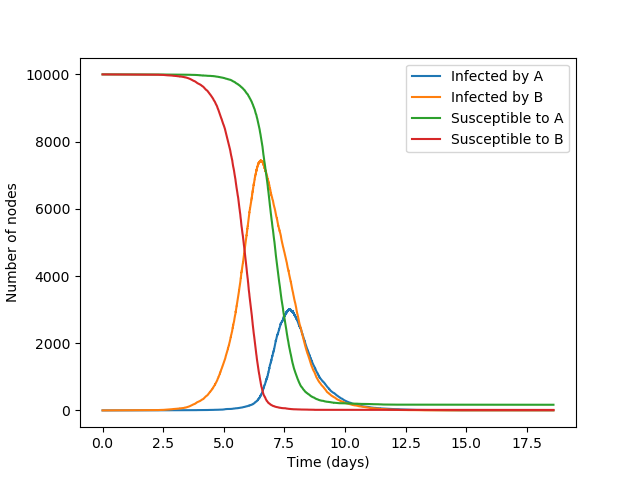 10000
8000
6000
4000
2000
0
Number of nodes
0.0
2.5
5.0
7.5
10.0
12.5
15.0
17.5
Time (days)
Infected by A
Infected by B
Susceptible to A
Susceptible to B